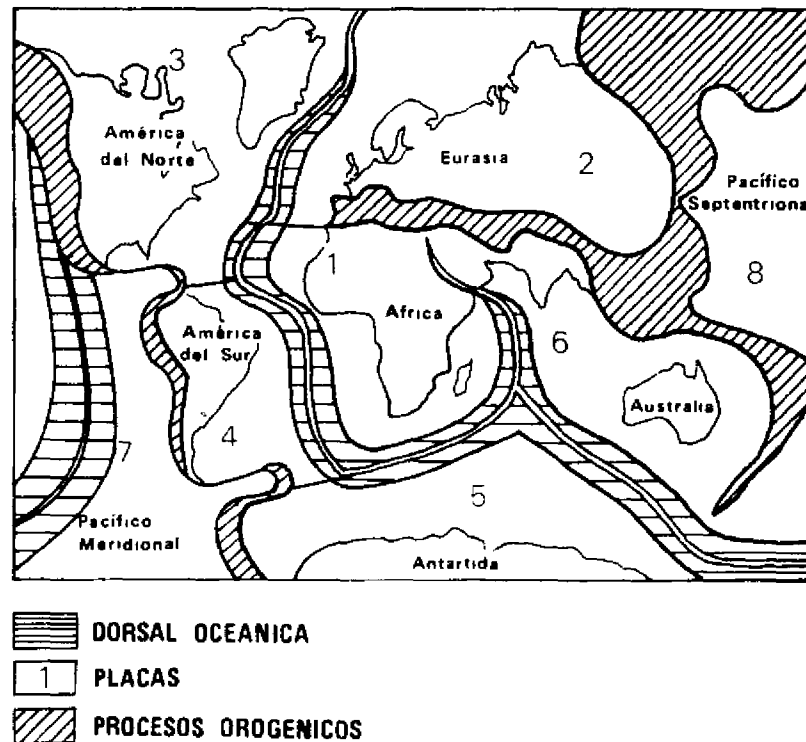 3
América
del Norte
Eurasia
2
Pacífico
Septentriona
8
1
Africa
América
del Sur
6
Australia
4
7
5
Pacífico
Meridional
Antartida
DORSAL OCEANICA
1 PLACAS
PROCESOS OROGENICOS